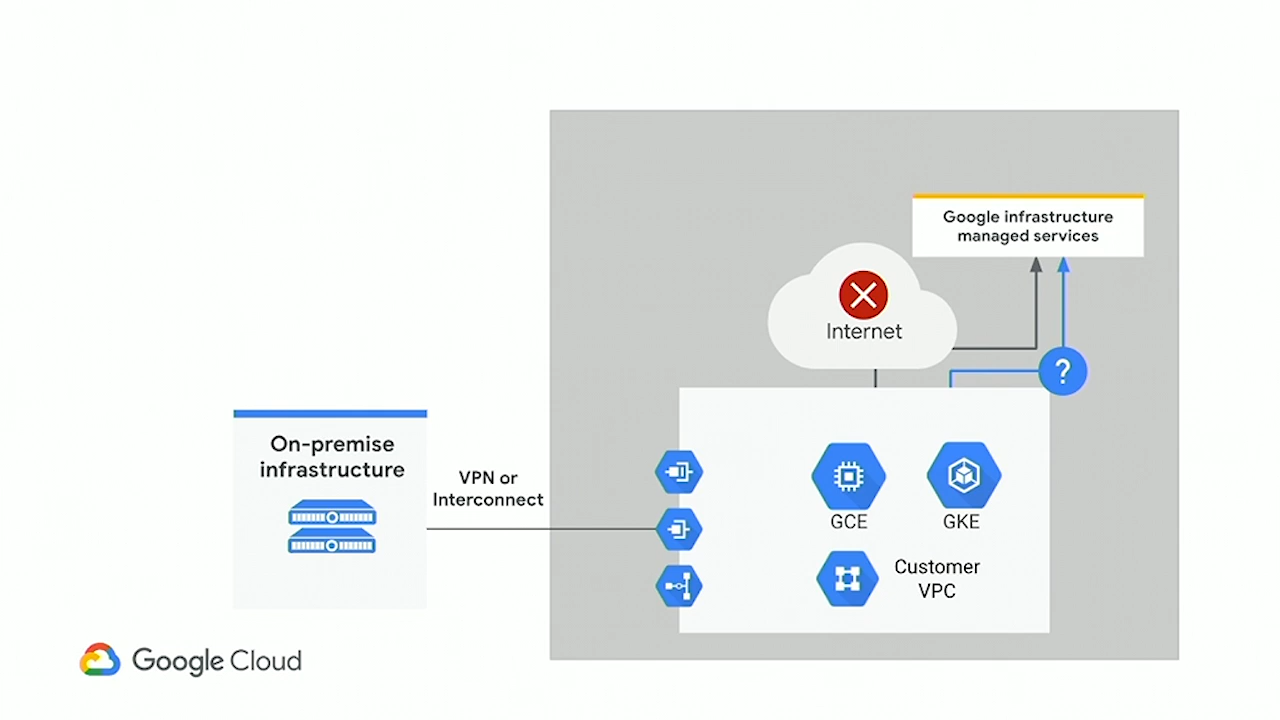 Google infrastructure
managed services
Internet
?
On-premise
infrastructure
VPN or
Interconnect
GCE
GKE
Customer
VPC
Google Cloud